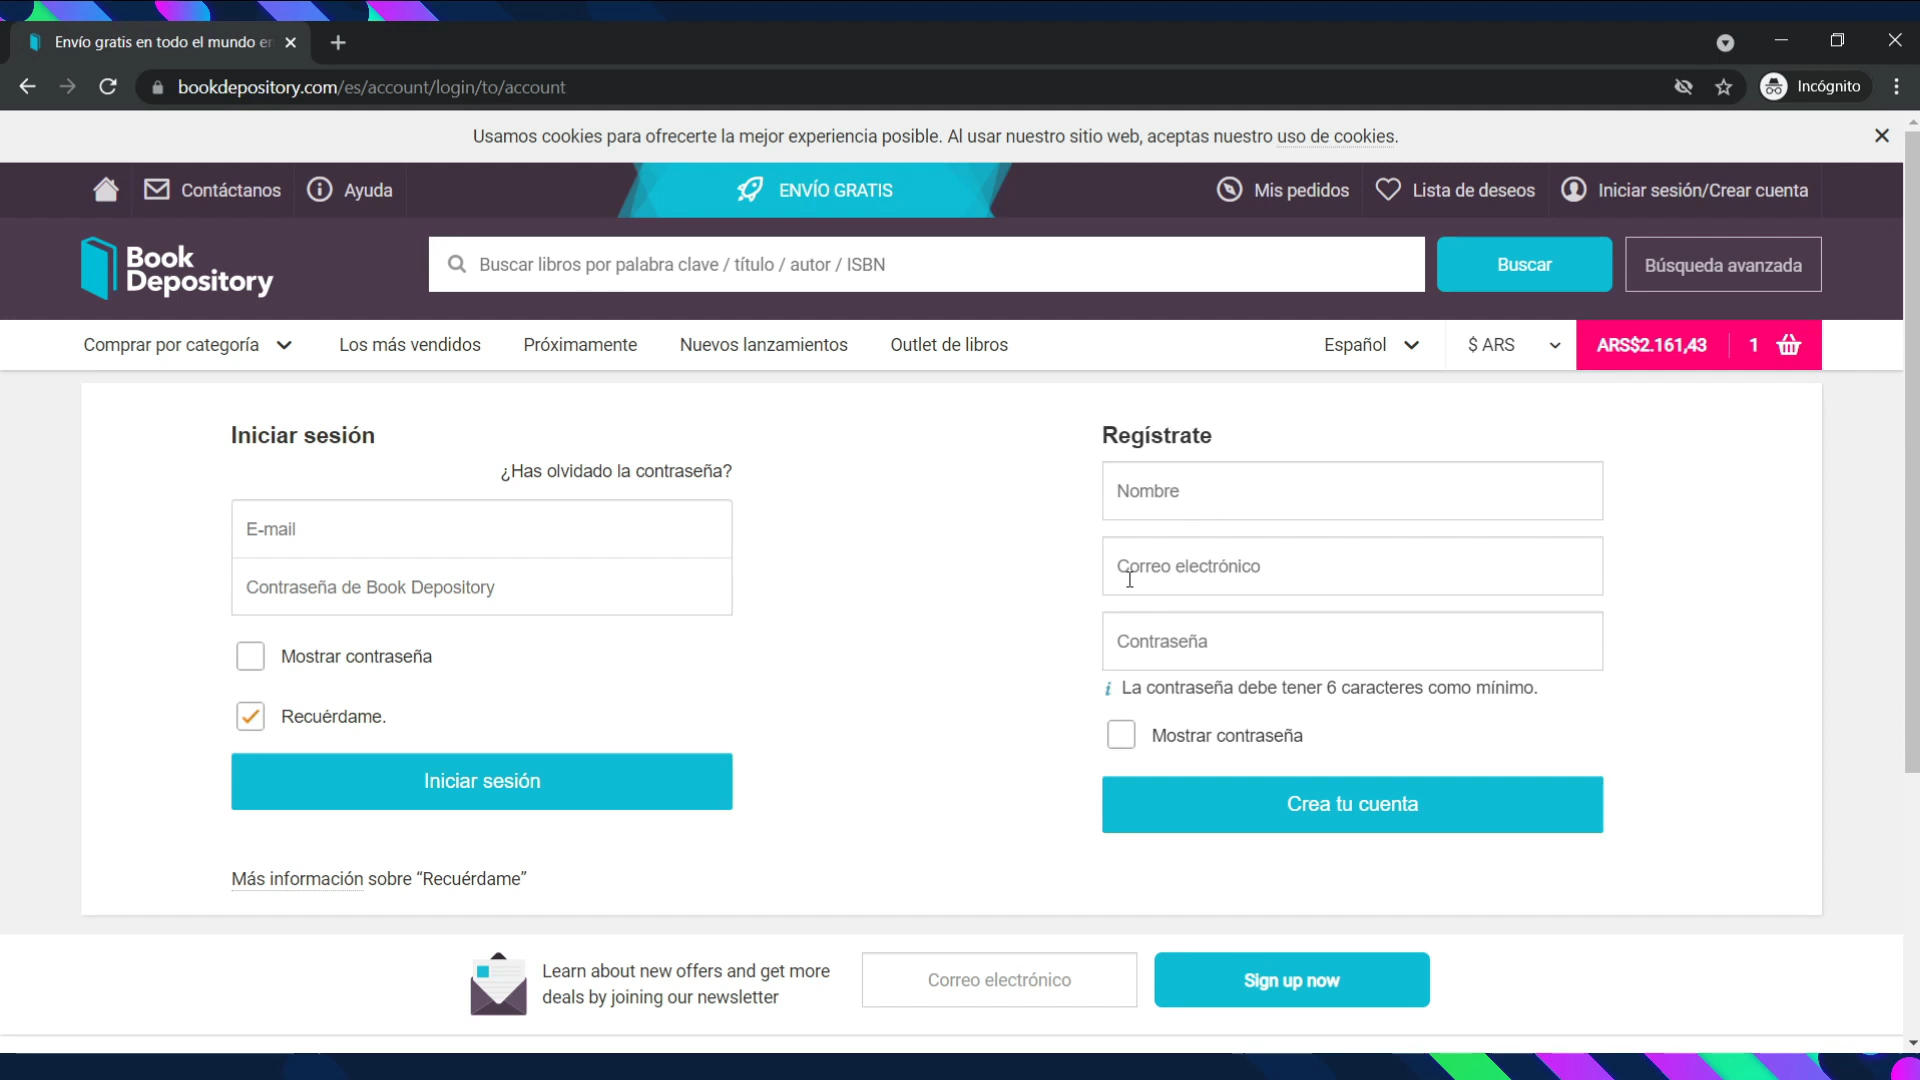 Envío gratis en todo el mundo en
bookdepository.com/es/account/login/to/account
Incógnito
Usamos cookies para ofrecerte la mejor experiencia posible. Al usar nuestro sitio web, aceptas nuestro uso de cookies.
Contáctanos
Ayuda
ENVÍO GRATIS
Mis pedidos
Lista de deseos
Iniciar sesión/Crear cuenta
Book
Depository
Buscar libros por palabra clave / título / autor / ISBN
Buscar
Búsqueda avanzada
Comprar por categoría
Los más vendidos
Próximamente
Nuevos lanzamientos
Outlet de libros
Español
$ ARS
ARS$2.161,43
1
Iniciar sesión
¿Has olvidado la contraseña?
E-mail
Contraseña de Book Depository
Mostrar contraseña
Recuérdame.
Iniciar sesión
Más información sobre “Recuérdame”
Regístrate
Nombre
Correo electrónico
Contraseña
i La contraseña debe tener 6 caracteres como mínimo.
Mostrar contraseña
Crea tu cuenta
Learn about new offers and get more
deals by joining our newsletter
Correo electrónico
Sign up now